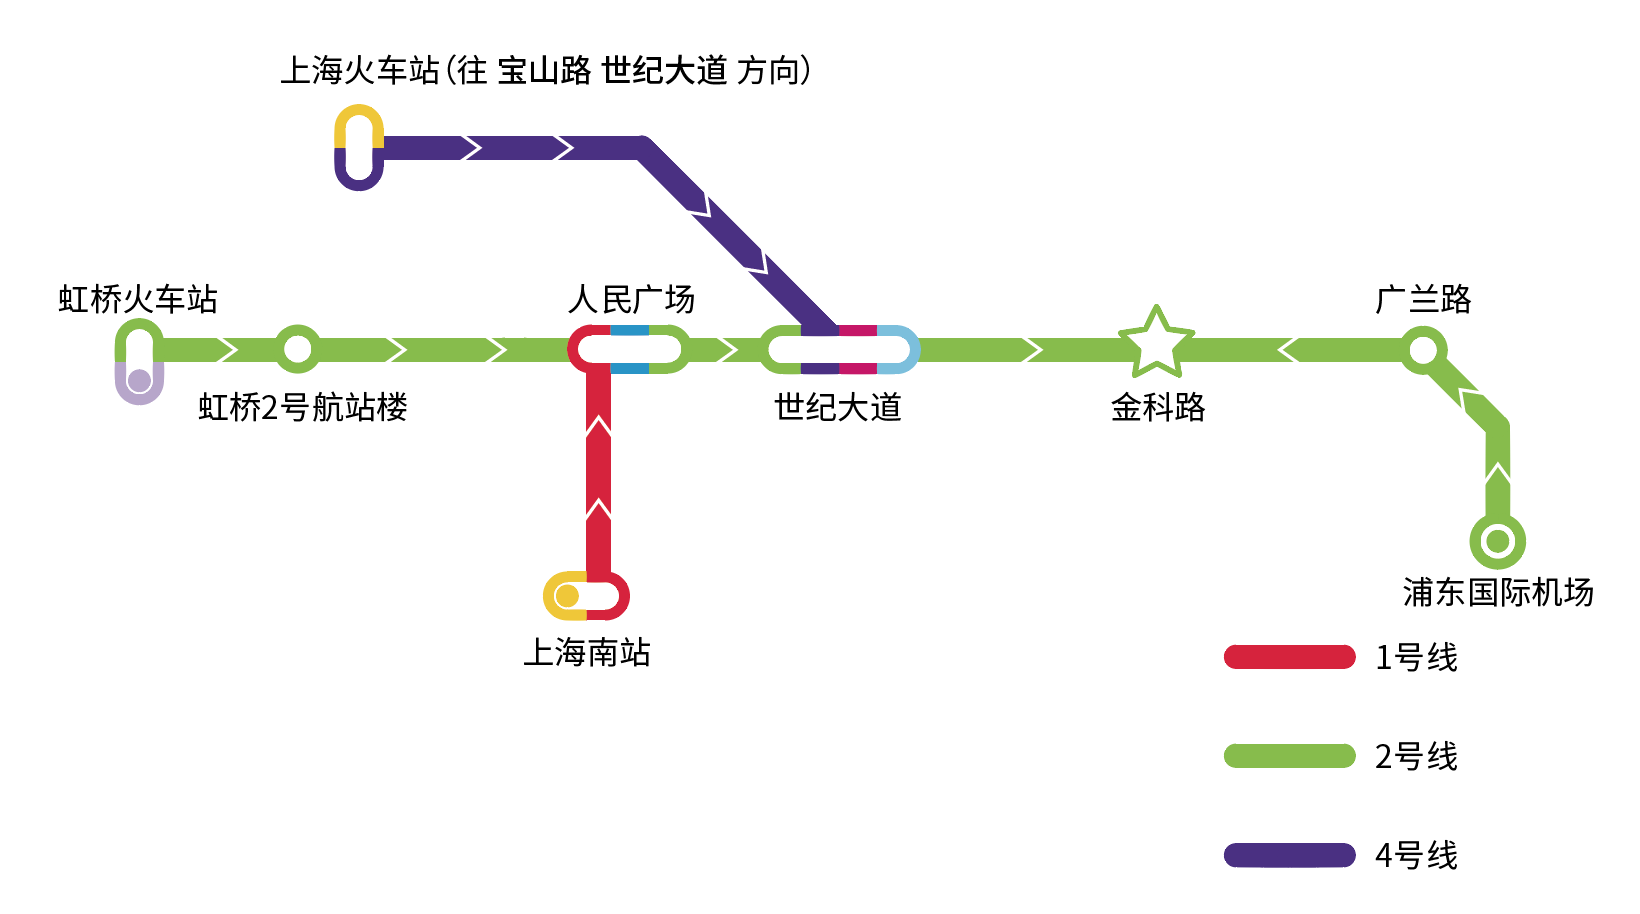 上海火车站(往 宝山路 世纪大道 方向)
虹桥火车站
人民广场
广兰路
虹桥2号航站楼
世纪大道
金科路
浦东国际机场
上海南站
1号线
2号线
4号线